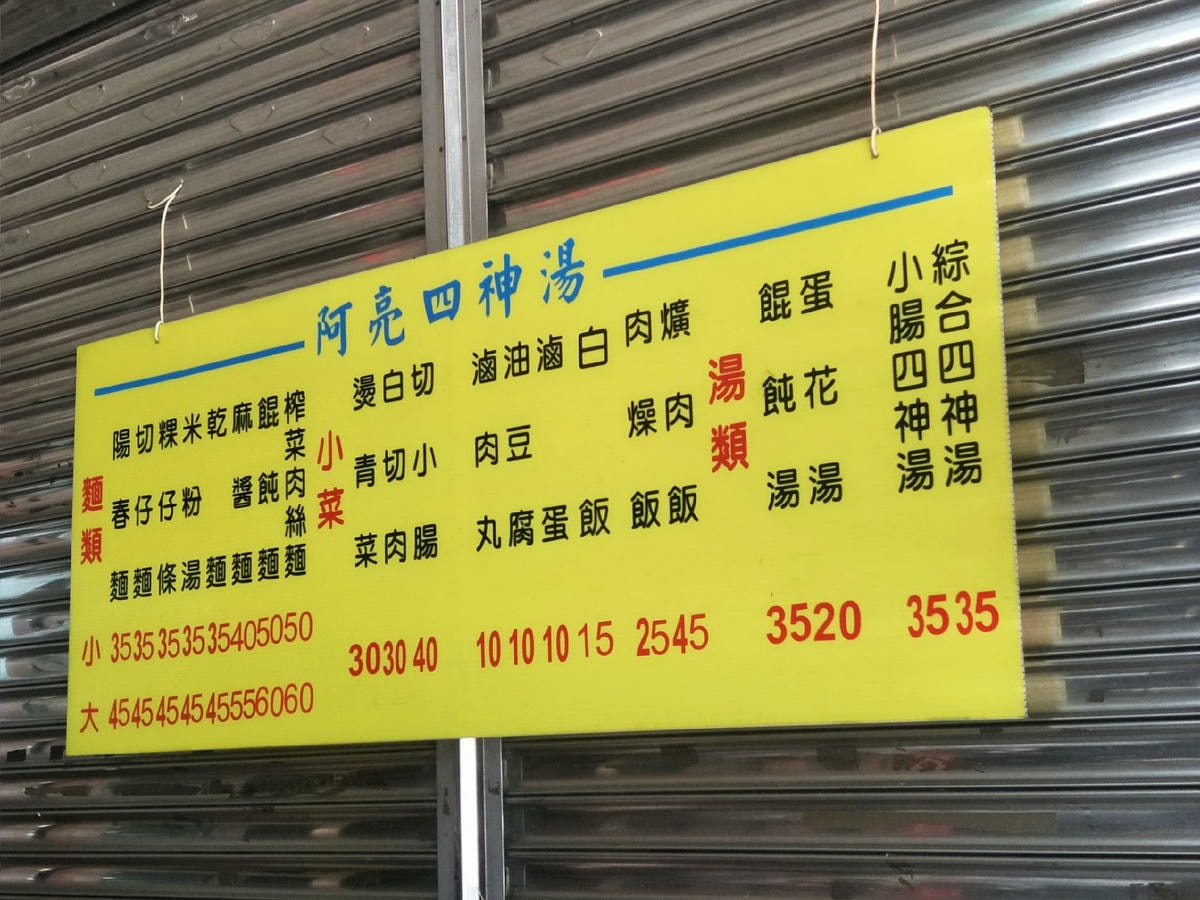 阿亮四神湯
麵類
陽春麵
切仔麵
粿仔條
米粉湯
乾麵
麻醬麵
餛飩麵
榨菜肉絲麵
小菜
燙青菜
白切肉
切小腸
滷肉丸
油豆腐
滷蛋
白飯
肉燥飯
爌肉飯
湯類
餛飩湯
蛋花湯
小腸四神湯
綜合四神湯
小 35 35 35 35 35 40 50 50 30 30 40 10 10 10 15 25 45 35 20 35 35
大 45 45 45 45 45 55 60 60